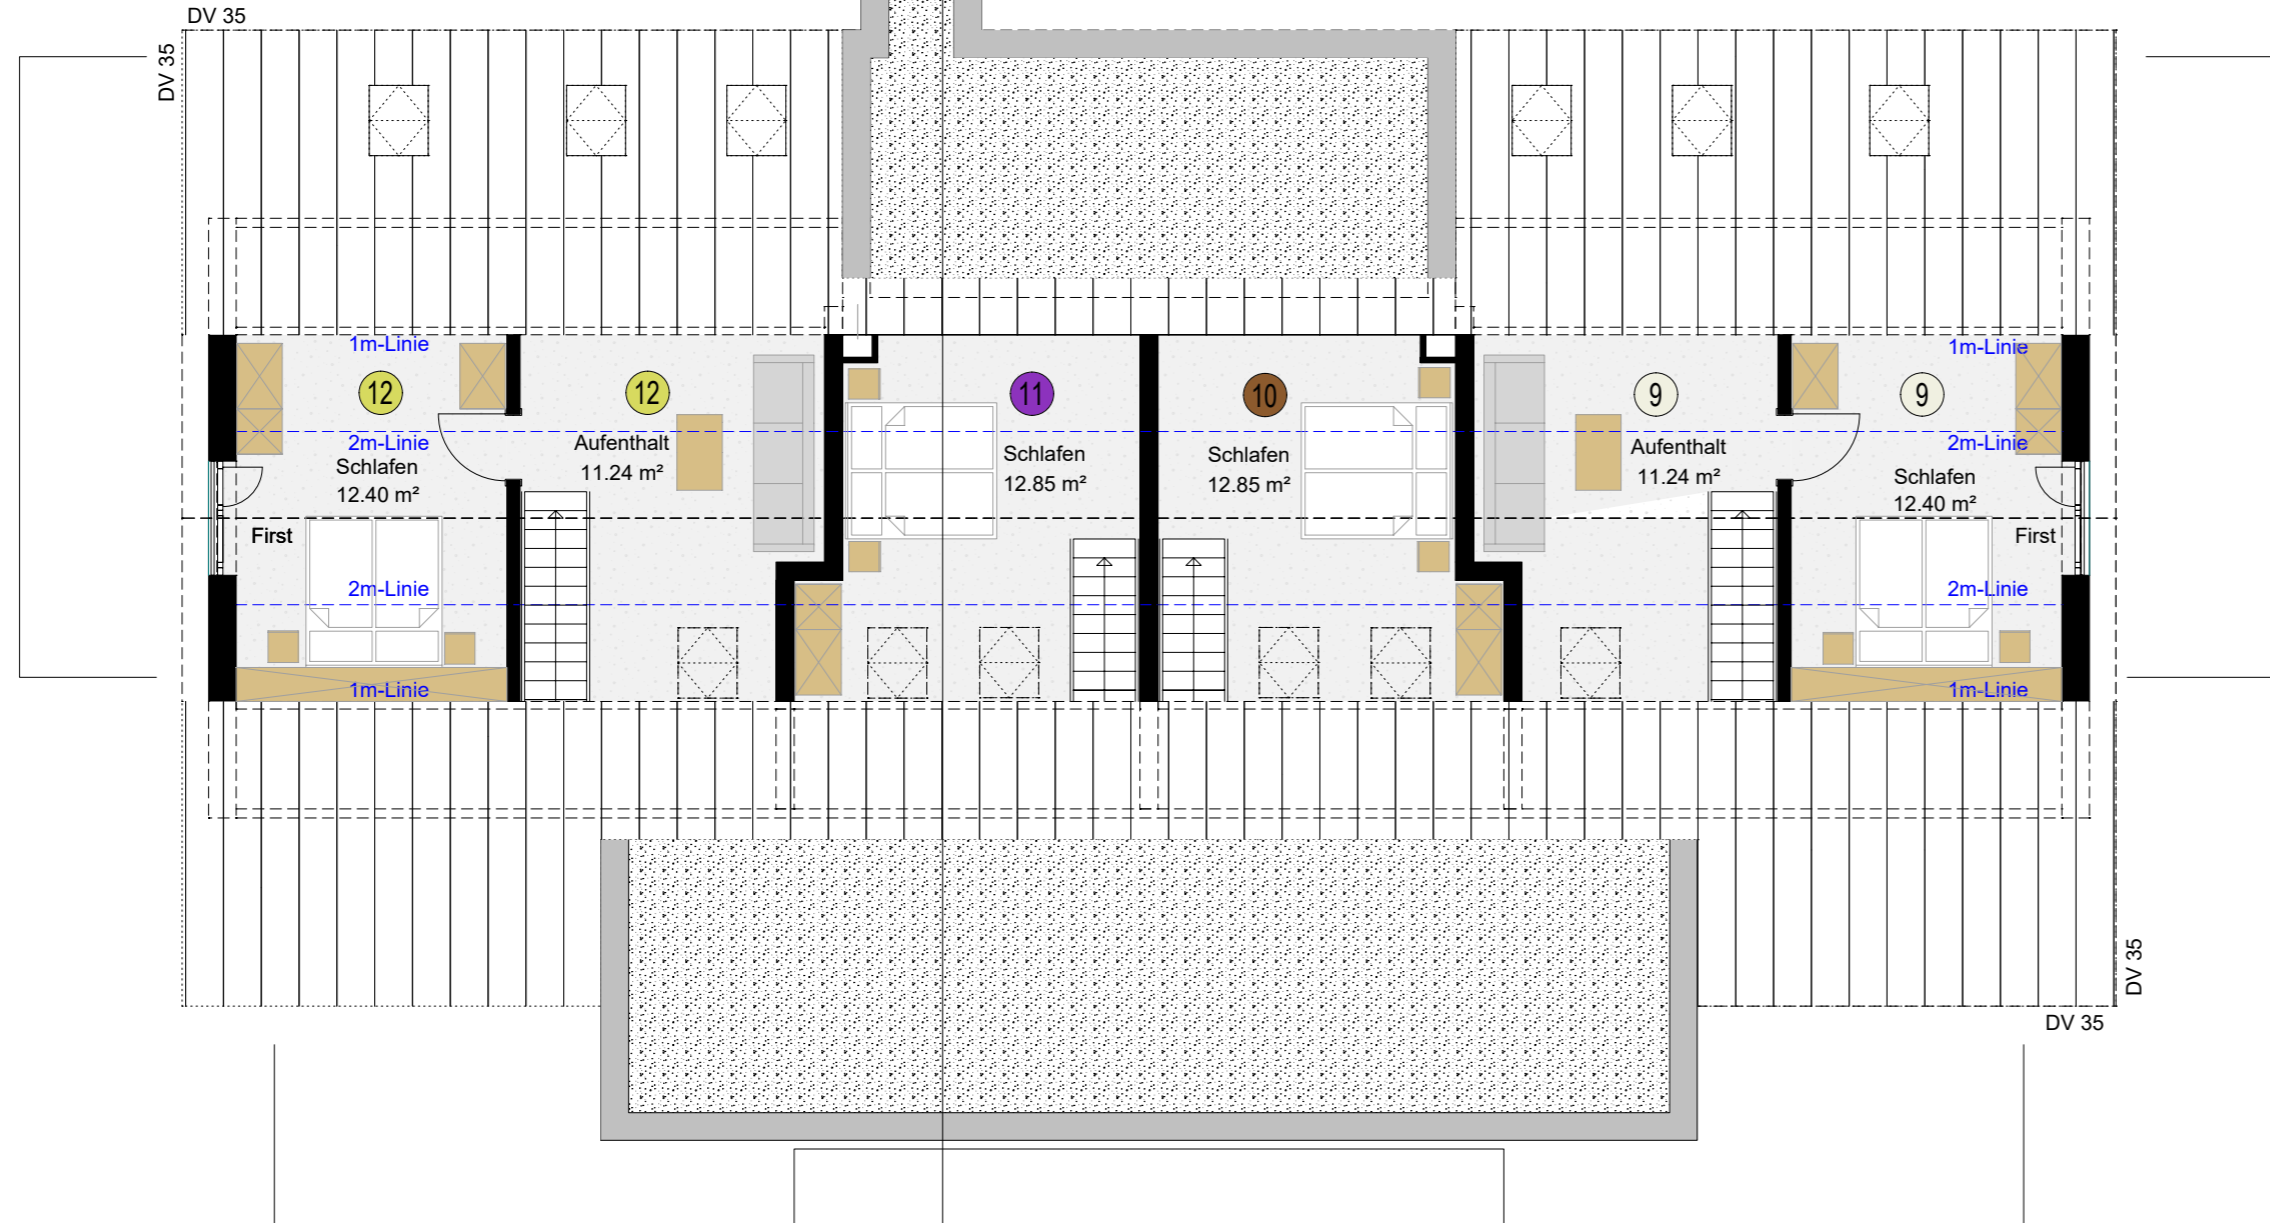 DV 35
DV 35
1m-Linie
12
12
2m-Linie
Schlafen
12.40 m²
Aufenthalt
11.24 m²
First
2m-Linie
1m-Linie
11
Schlafen
12.85 m²
10
Schlafen
12.85 m²
9
Aufenthalt
11.24 m²
1m-Linie
9
2m-Linie
Schlafen
12.40 m²
First
2m-Linie
1m-Linie
DV 35
DV 35